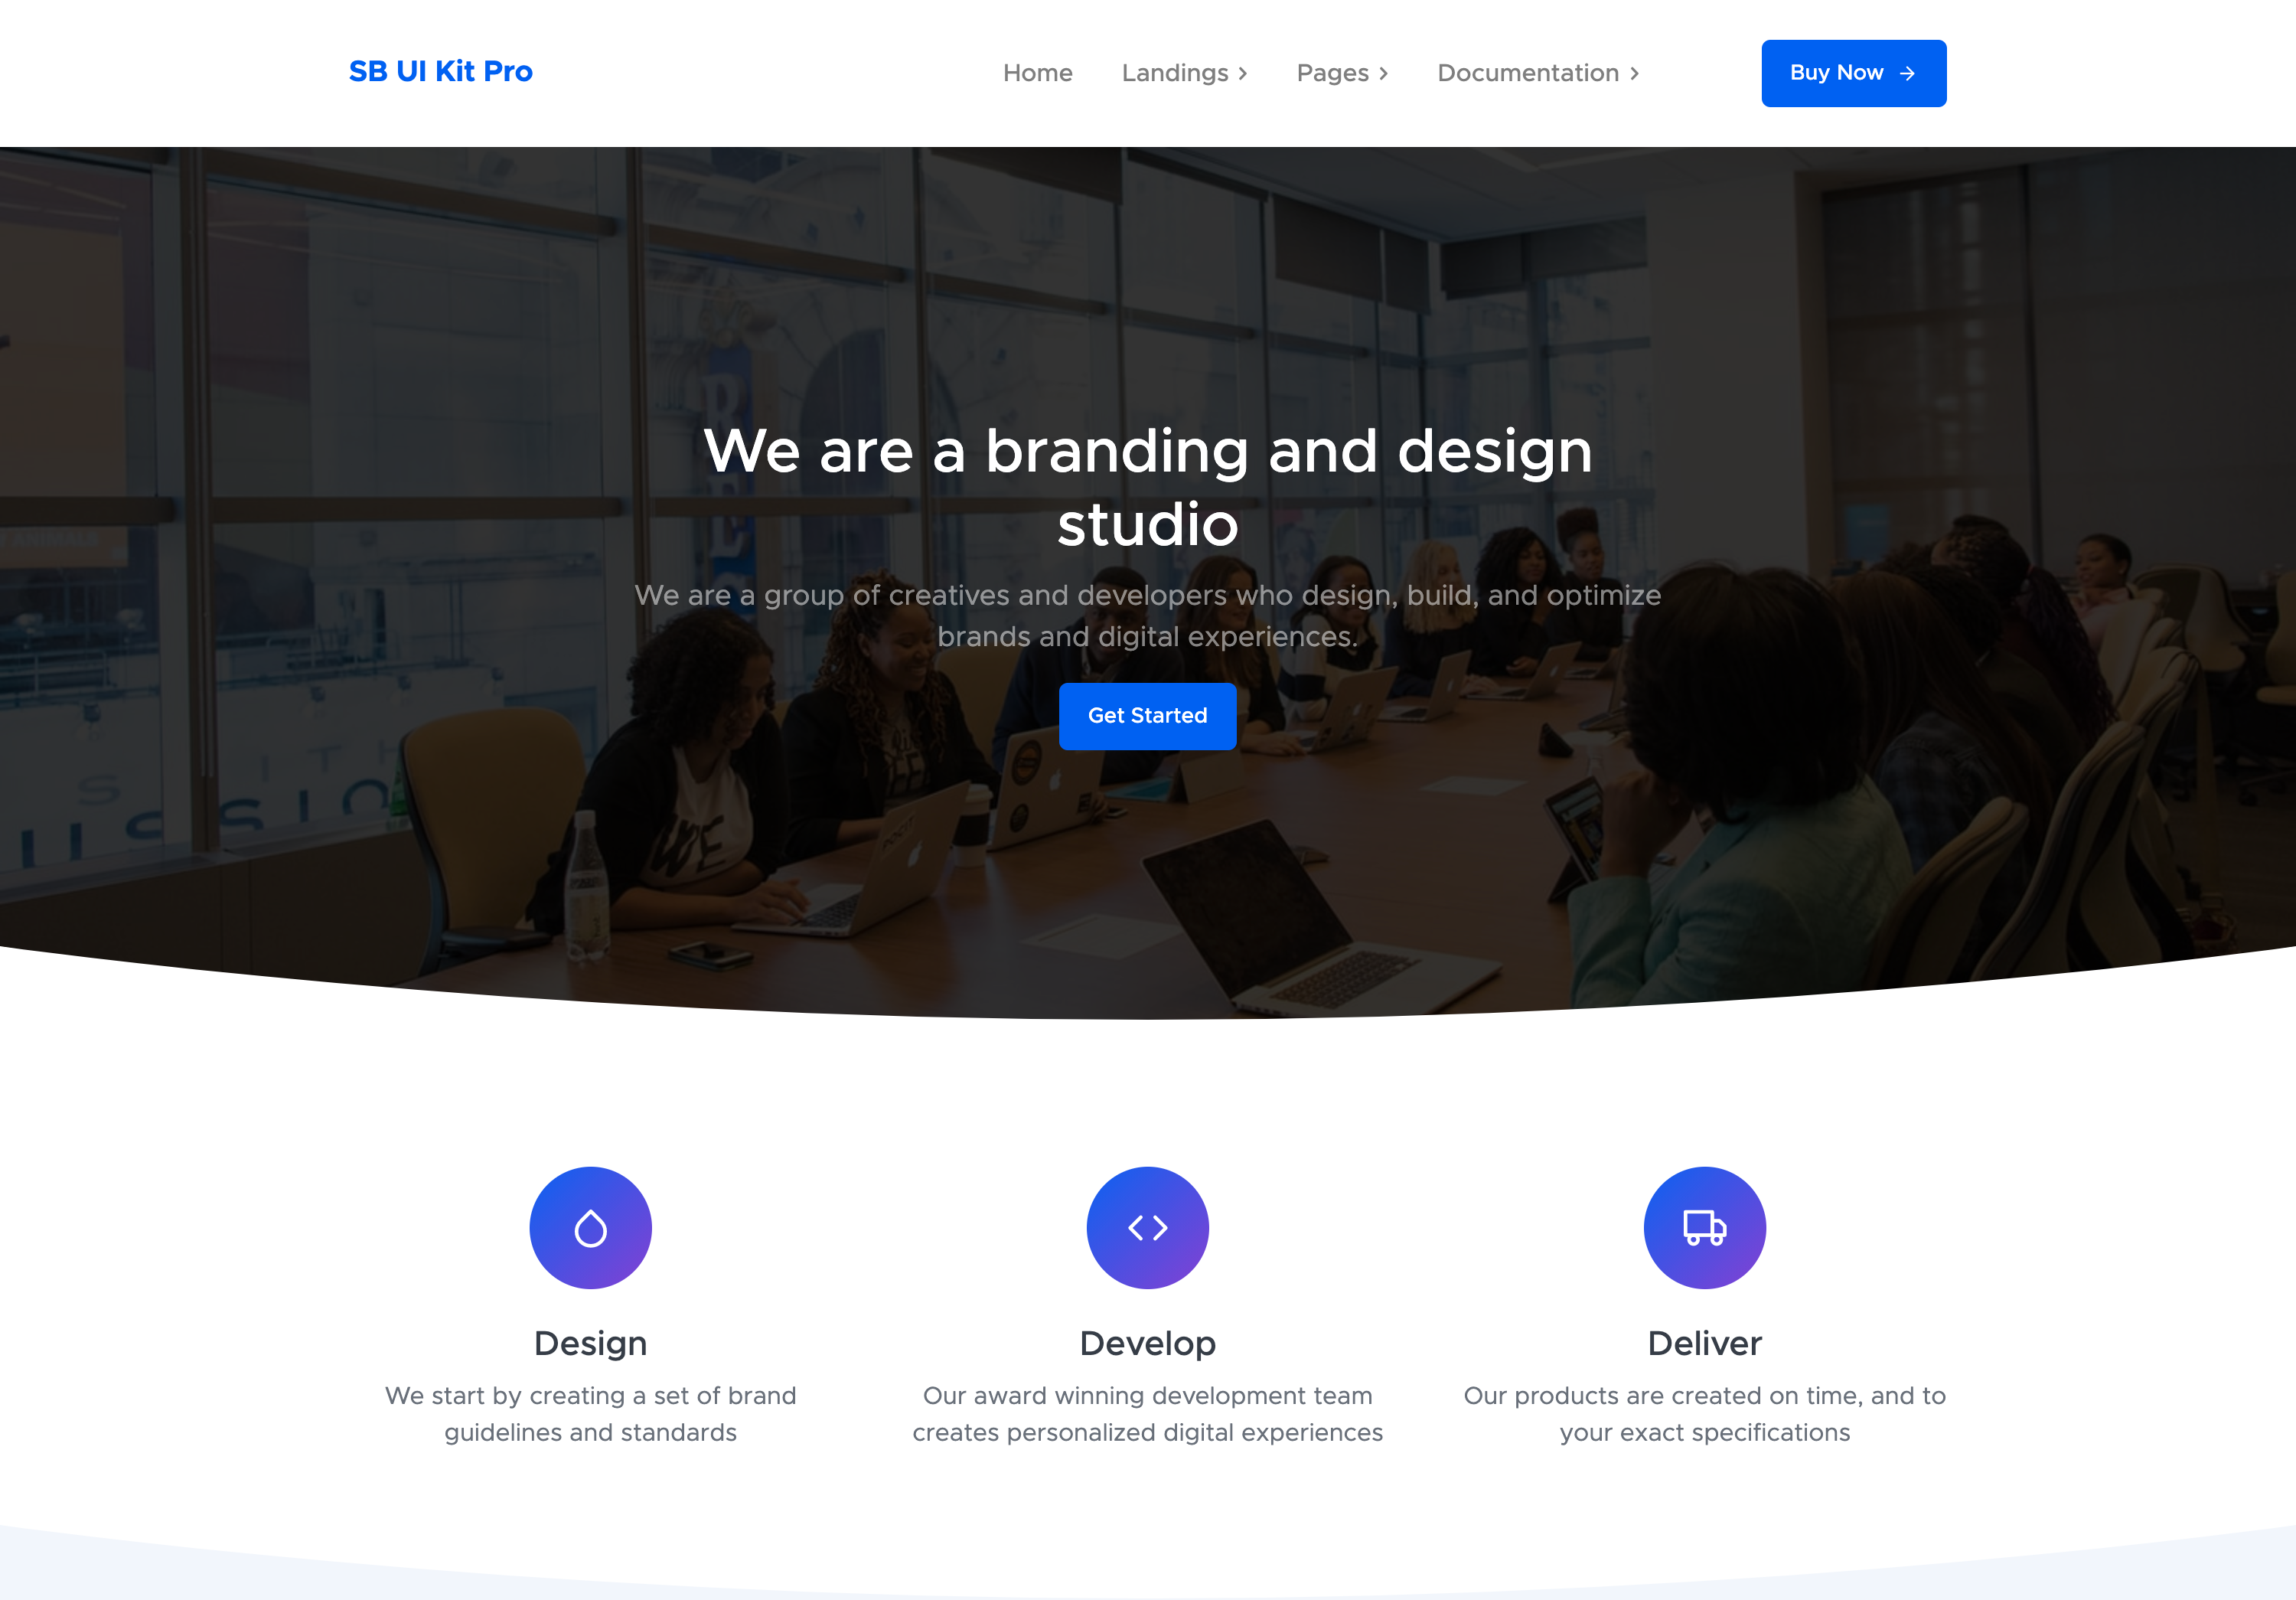 SB UI Kit Pro
Home Landings Pages Documentation Buy Now
We are a branding and design
studio
We are a group of creatives and developers who design, build, and optimize
brands and digital experiences.
Get Started
WE
Design
Develop
Deliver
We start by creating a set of brand
guidelines and standards
Our award winning development team
creates personalized digital experiences
Our products are created on time, and to
your exact specifications